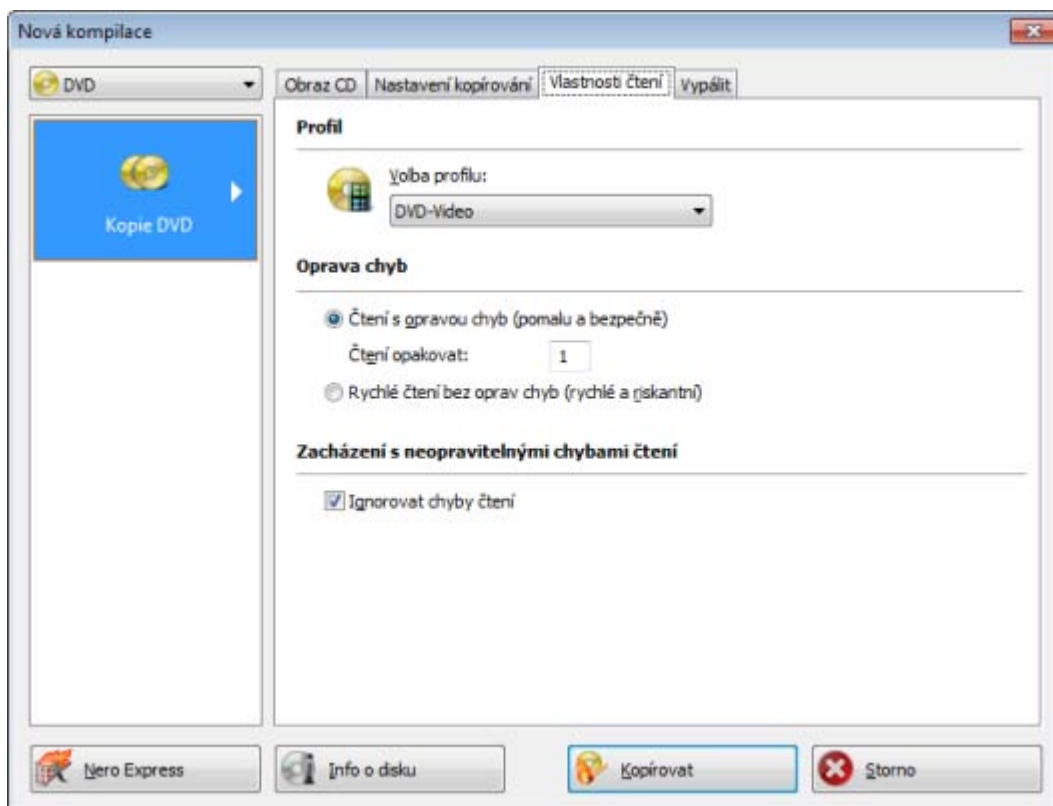 Nová kompilace
DVD
Obraz CD Nastavení kopírování Vlastnosti čtení Vypálit
Kopie DVD
Profil
Volba profilu:
DVD-Video
Oprava chyb
Čtení s opravou chyb (pomalu a bezpečně)
Čtení opakovat: 1
Rychlé čtení bez oprav chyb (rychlé a riskantní)
Zacházení s neopravitelnými chybami čtení
Ignorovat chyby čtení
Nero Express Info o disku Kopírovat Storno